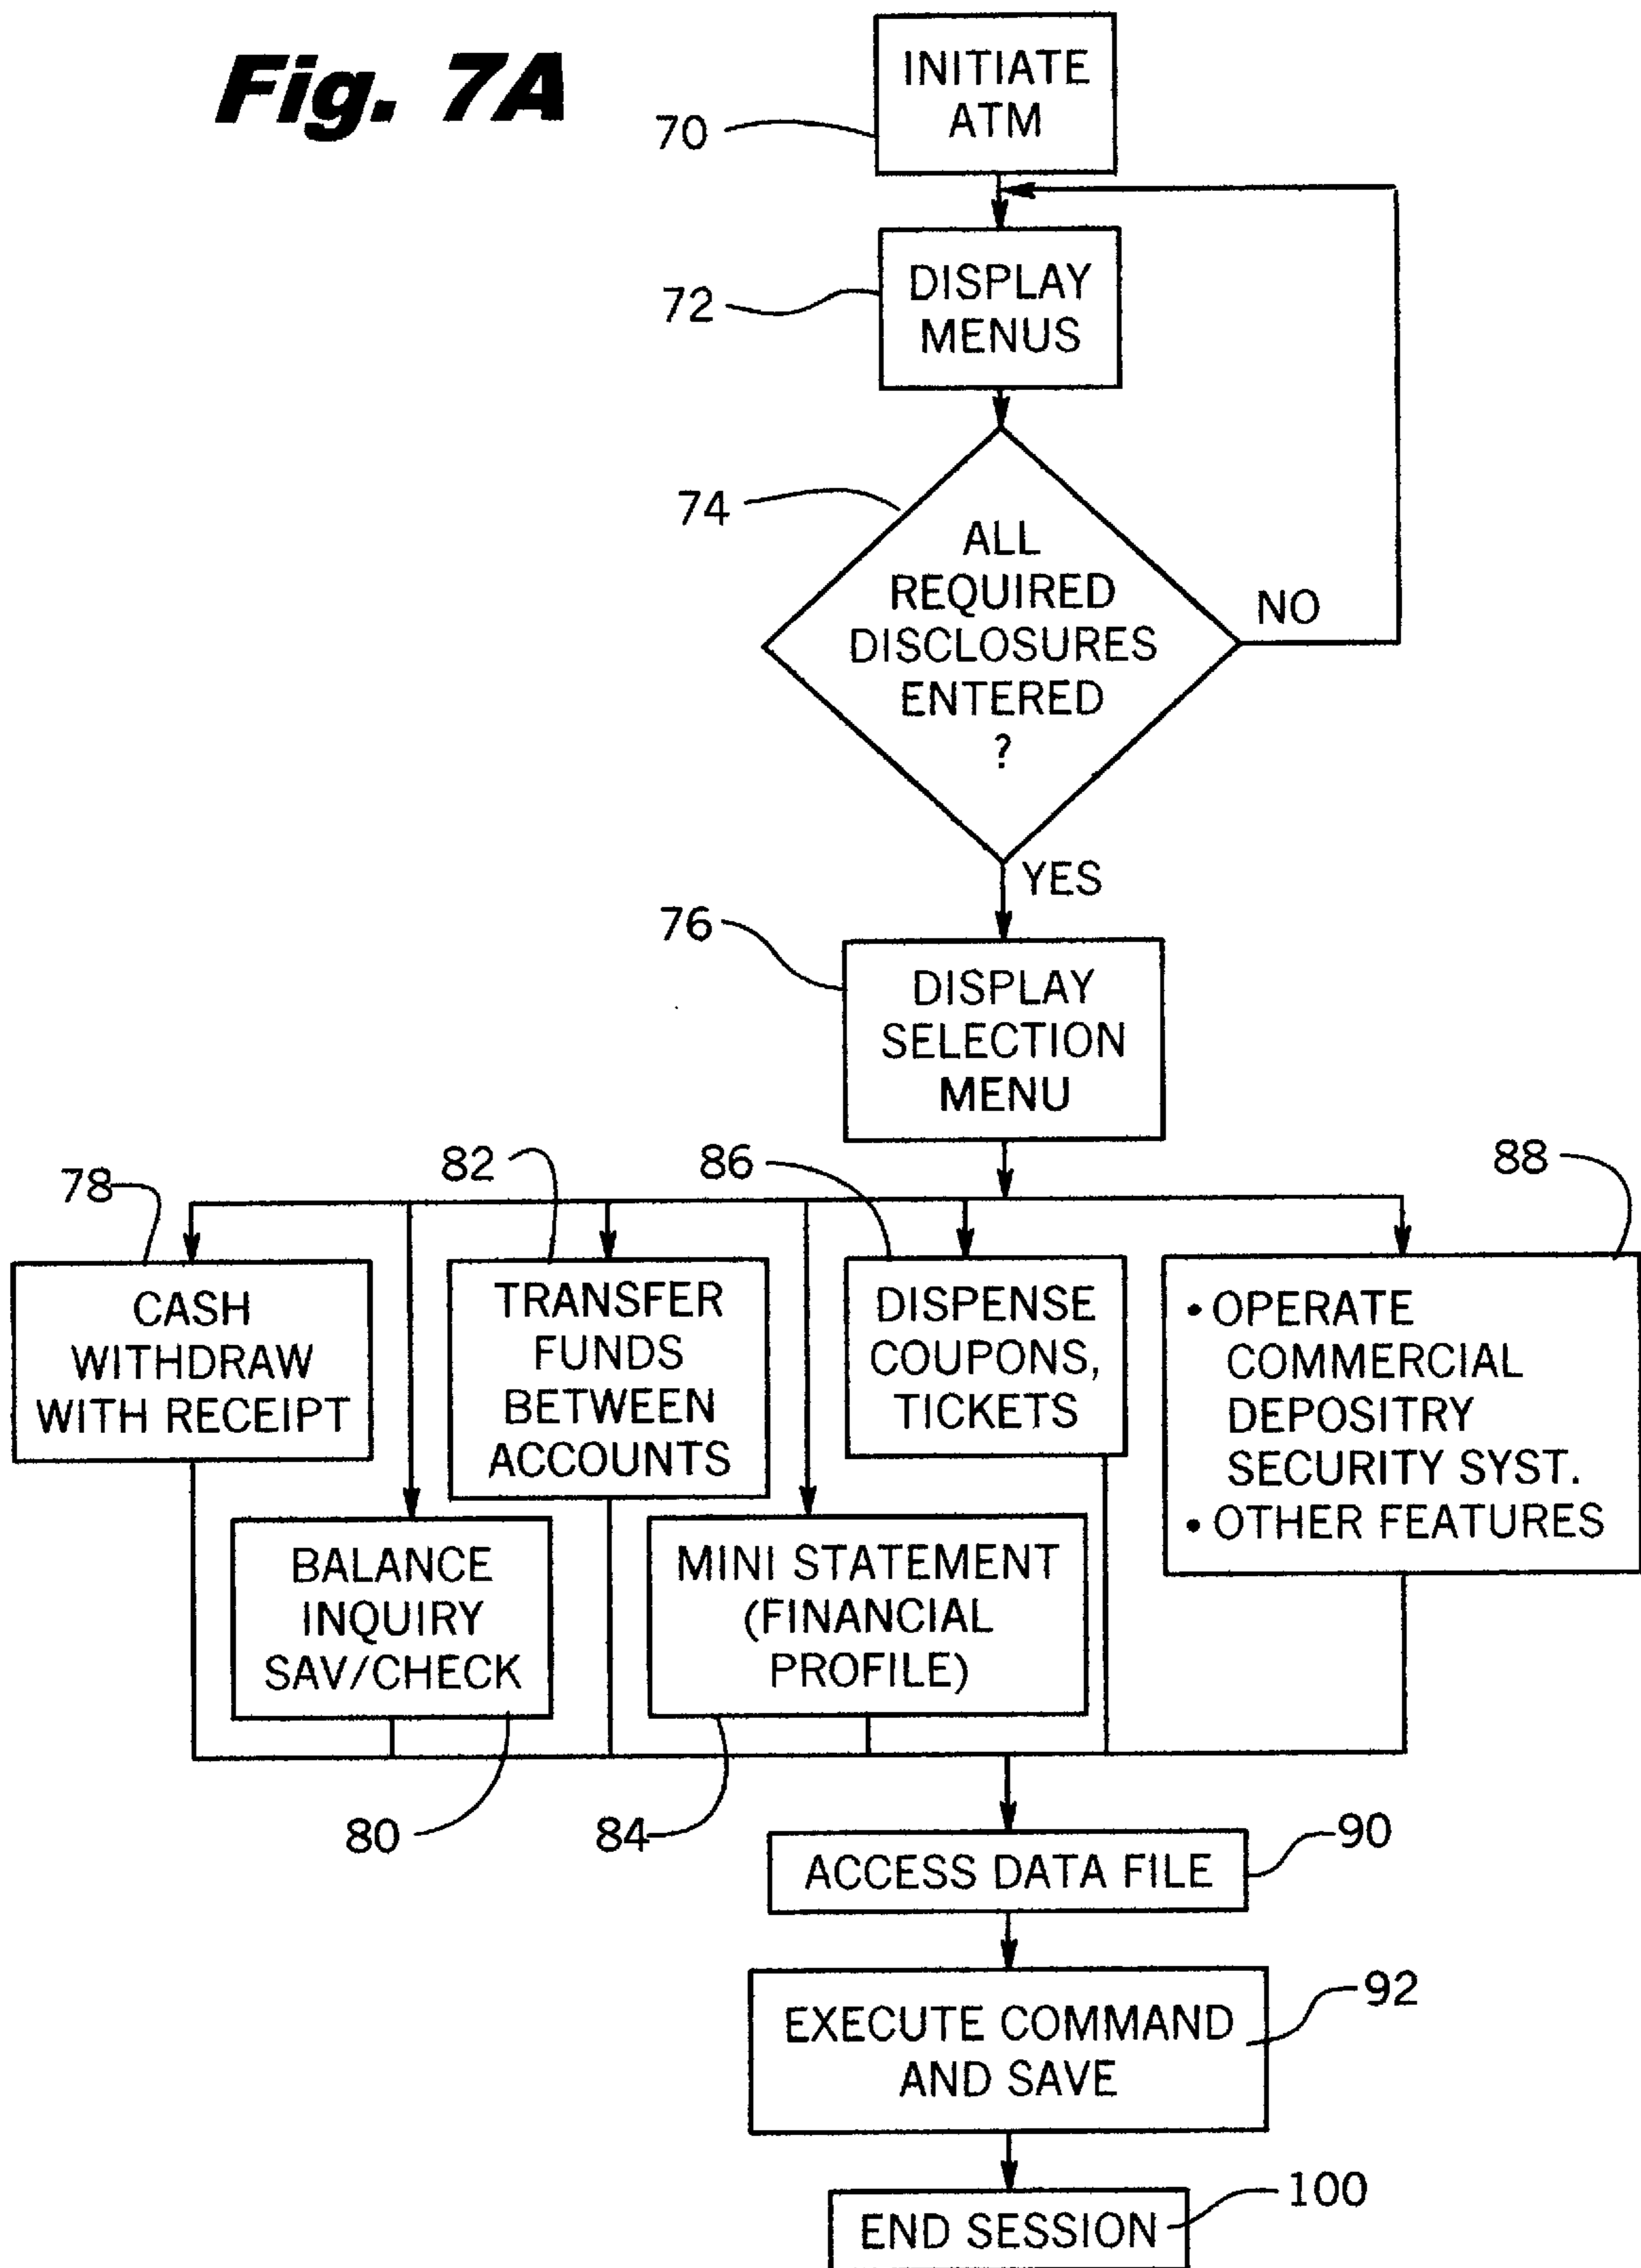 Fig. 7A
INITIATE
ATM
70
DISPLAY
MENUS
72
74
ALL
REQUIRED
DISCLOSURES
ENTERED
?
NO
YES
76
DISPLAY
SELECTION
MENU
78
82
86
88
CASH
WITHDRAW
WITH RECEIPT
TRANSFER
FUNDS
BETWEEN
ACCOUNTS
DISPENSE
COUPONS,
TICKETS
• OPERATE
COMMERCIAL
DEPOSITRY
SECURITY SYST.
• OTHER FEATURES
BALANCE
INQUIRY
SAV/CHECK
MINI STATEMENT
(FINANCIAL
PROFILE)
80
84
90
ACCESS DATA FILE
92
EXECUTE COMMAND
AND SAVE
100
END SESSION